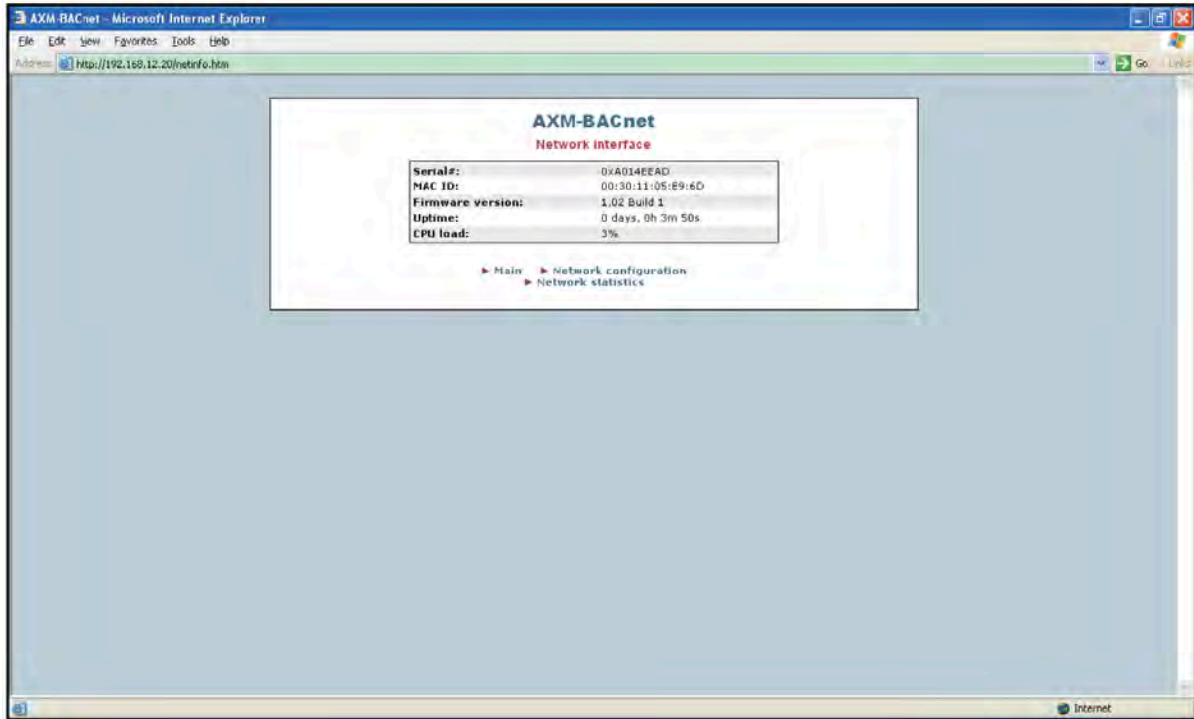 AXM-BACnet - Microsoft Internet Explorer
File Edit View Favorites Tools Help
Address http://192.168.12.20/netinfo.htm Go Links
AXM-BACnet
Network interface
Serial#: 0xA014EEAD
MAC ID: 00:30:11:05:E9:6D
Firmware version: 1.02 Build 1
Uptime: 0 days, 0h 3m 50s
CPU load: 3%
Main Network configuration
Network statistics
Internet